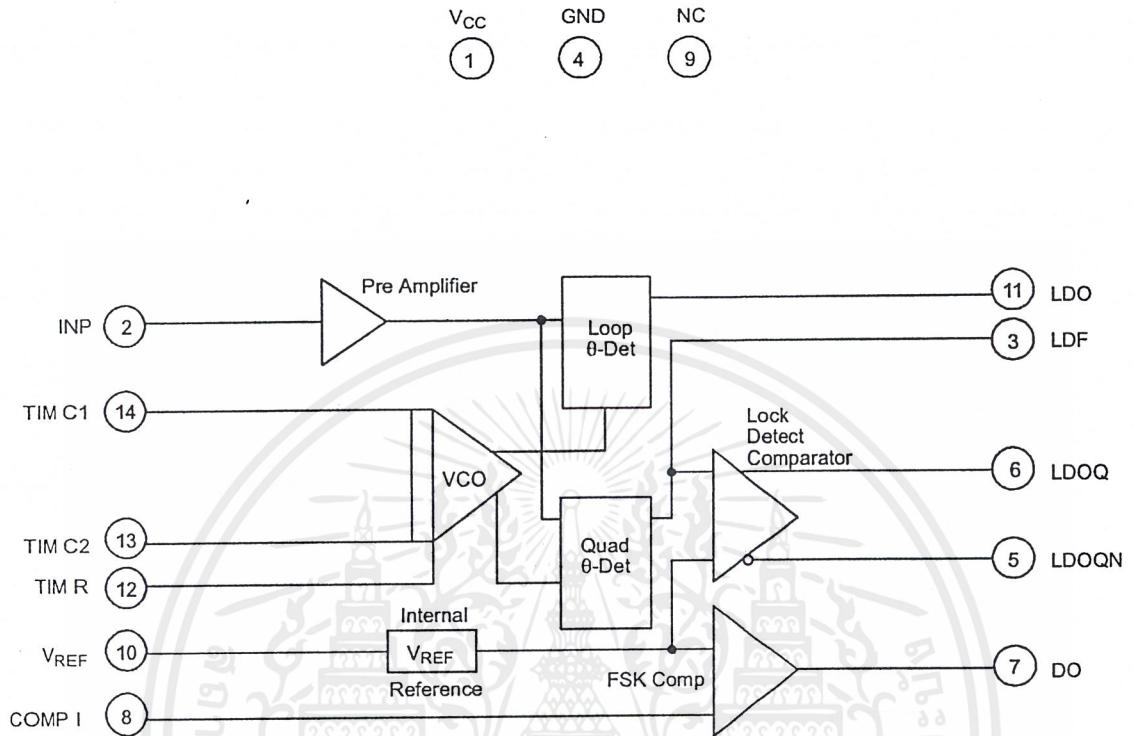 VCC GND NC
1 4 9
Pre Amplifier
INP 2
Loop
θ-Det
11 LDO
3 LDF
TIM C1 14
VCO
Lock
Detect
Comparator
6 LDOQ
TIM C2 13
Quad
θ-Det
5 LDOQN
TIM R 12
Internal
VREF 10
VREF
Reference
FSK Comp
7 DO
COMP I 8